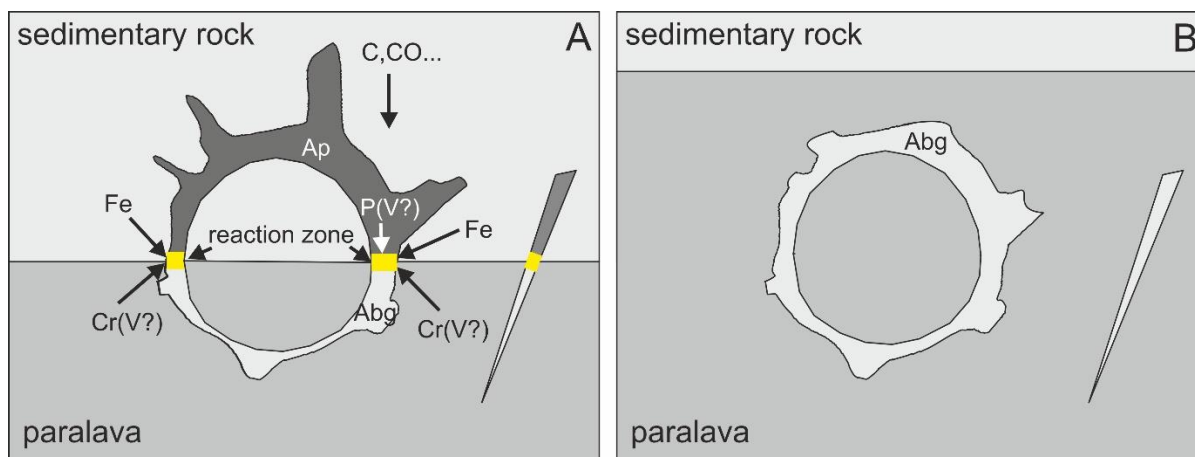 sedimentary rock
A
C,CO...
Ap
P(V?)
Fe
reaction zone
Fe
Cr(V?)
Abg
Cr(V?)
paralava
sedimentary rock
B
Abg
paralava